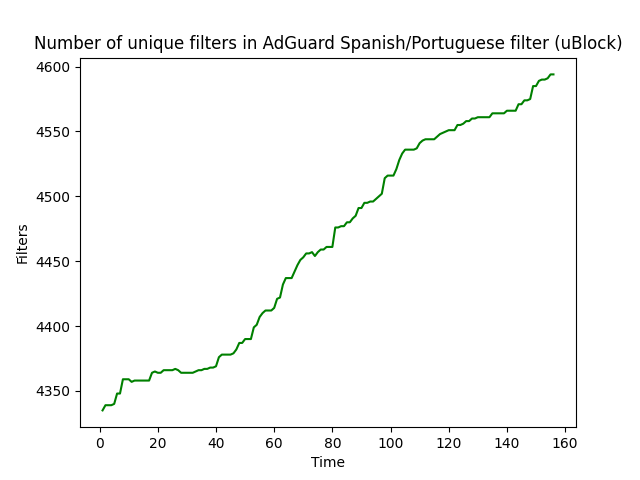 Number of unique filters in AdGuard Spanish/Portuguese filter (uBlock)
4600
4550
4500
4450
4400
4350
Filters
0 20 40 60 80 100 120 140 160
Time